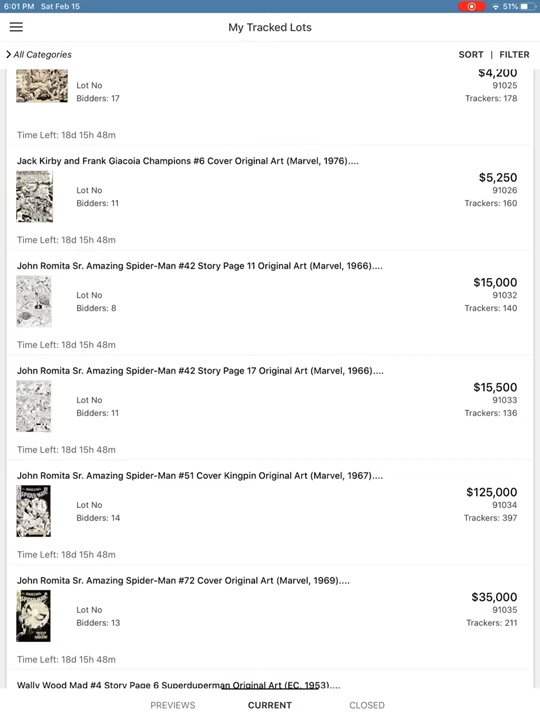 6:01 PM Sat Feb 15 51%
My Tracked Lots
All Categories SORT | FILTER
$4,200
Lot No 91025
Bidders: 17 Trackers: 178
Time Left: 18d 15h 48m
Jack Kirby and Frank Giacoia Champions #6 Cover Original Art (Marvel, 1976)....
$5,250
Lot No 91026
Bidders: 11 Trackers: 160
Time Left: 18d 15h 48m
John Romita Sr. Amazing Spider-Man #42 Story Page 11 Original Art (Marvel, 1966)....
$15,000
Lot No 91032
Bidders: 8 Trackers: 140
Time Left: 18d 15h 48m
John Romita Sr. Amazing Spider-Man #42 Story Page 17 Original Art (Marvel, 1966)....
$15,500
Lot No 91033
Bidders: 11 Trackers: 136
Time Left: 18d 15h 48m
John Romita Sr. Amazing Spider-Man #51 Cover Kingpin Original Art (Marvel, 1967)....
$125,000
Lot No 91034
Bidders: 14 Trackers: 397
Time Left: 18d 15h 48m
John Romita Sr. Amazing Spider-Man #72 Cover Original Art (Marvel, 1969)....
$35,000
Lot No 91035
Bidders: 13 Trackers: 211
Time Left: 18d 15h 48m
Wally Wood Mad #4 Story Page 6 Superduperman Original Art (EC, 1953)....
PREVIEWS CURRENT CLOSED